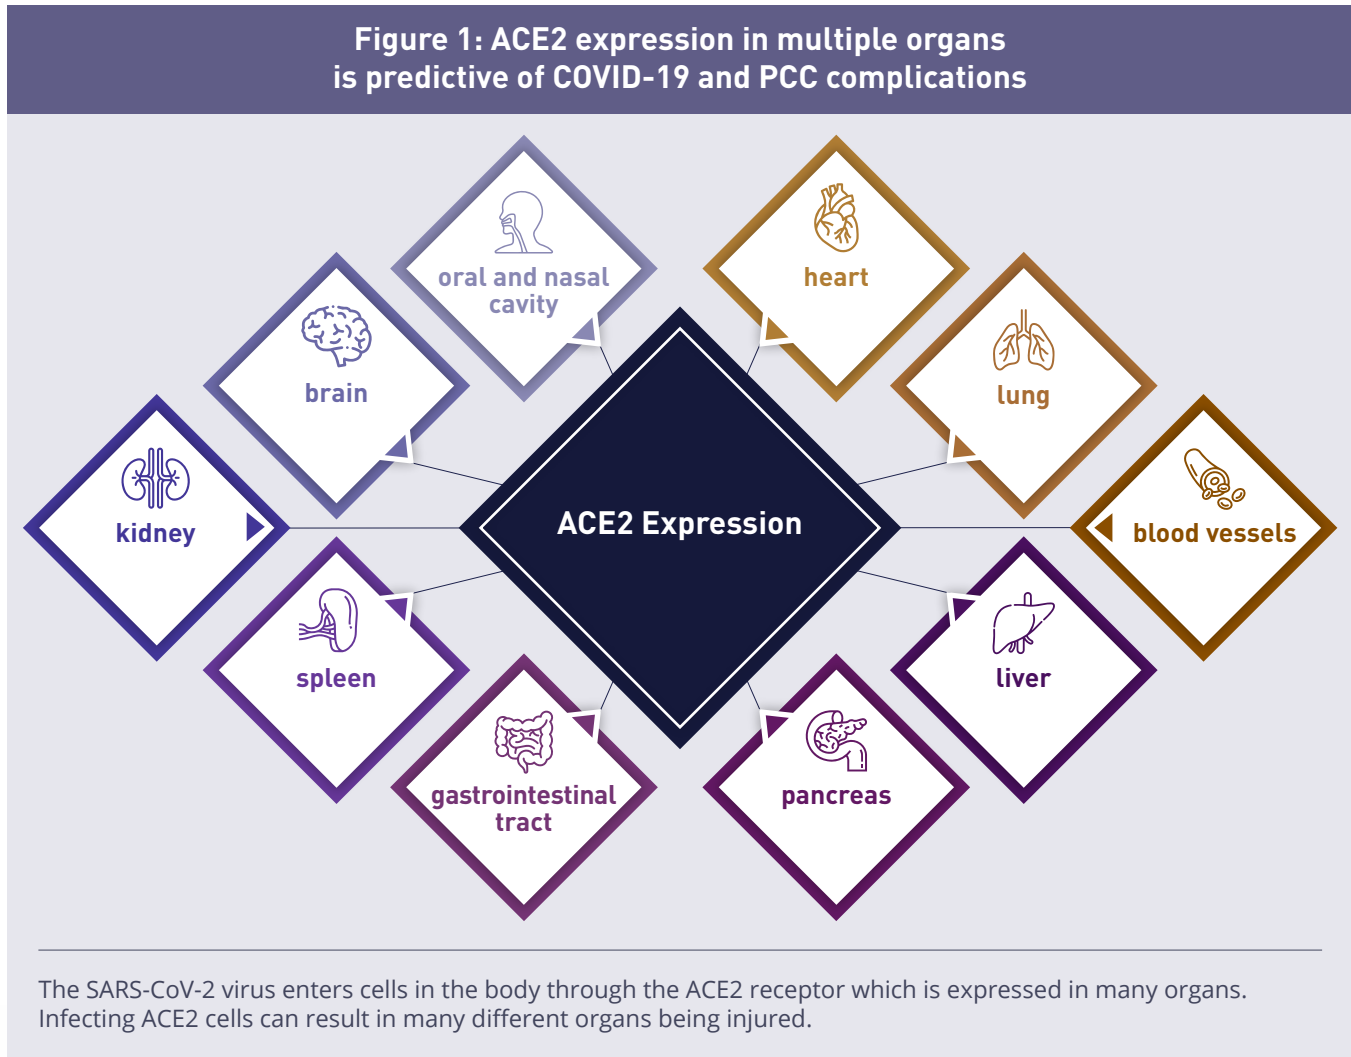 Figure 1: ACE2 expression in multiple organs
is predictive of COVID-19 and PCC complications
oral and nasal
cavity
heart
brain
lung
kidney
ACE2 Expression
blood vessels
spleen
liver
gastrointestinal
tract
pancreas
The SARS-CoV-2 virus enters cells in the body through the ACE2 receptor which is expressed in many organs.
Infecting ACE2 cells can result in many different organs being injured.